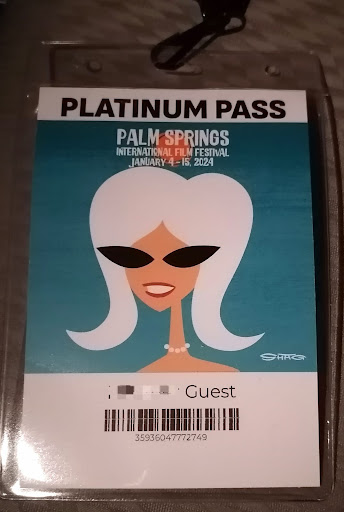 PLATINUM PASS
PALM SPRINGS
INTERNATIONAL FILM FESTIVAL
JANUARY 4-15, 2024
SHAG
Guest
35936047772749